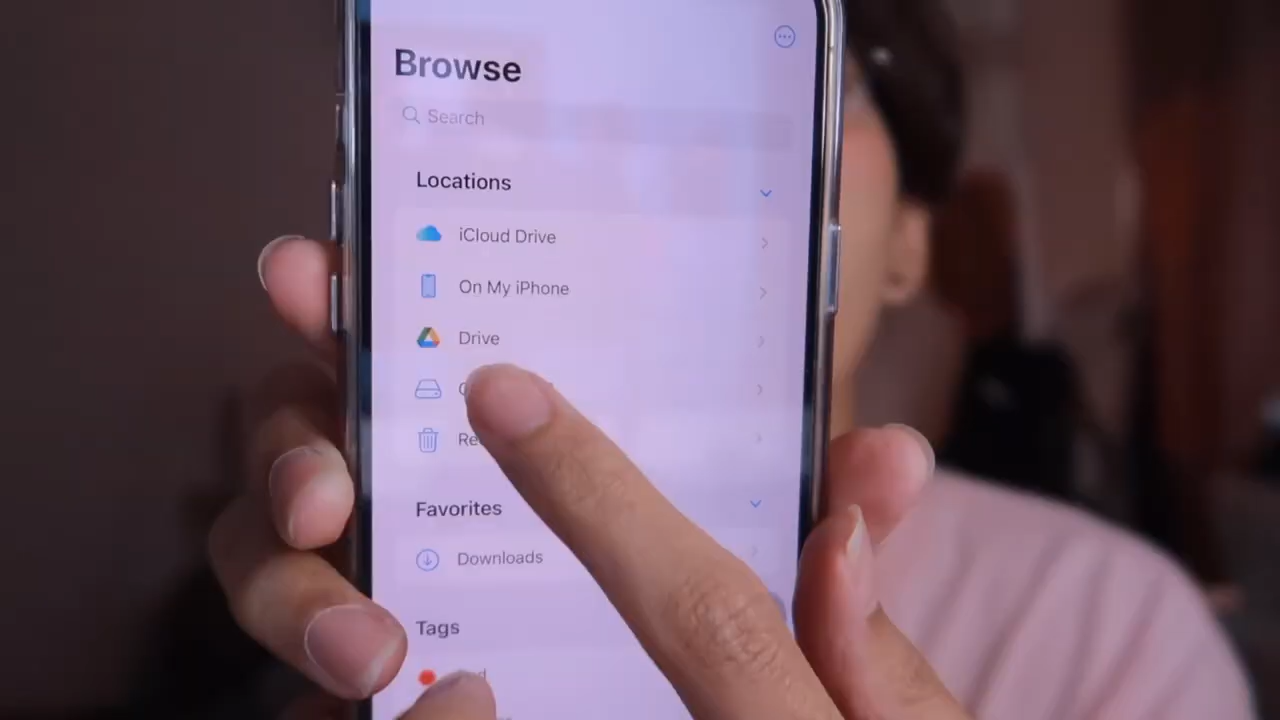 Browse
Search
Locations
iCloud Drive
On My iPhone
Drive
Favorites
Downloads
Tags